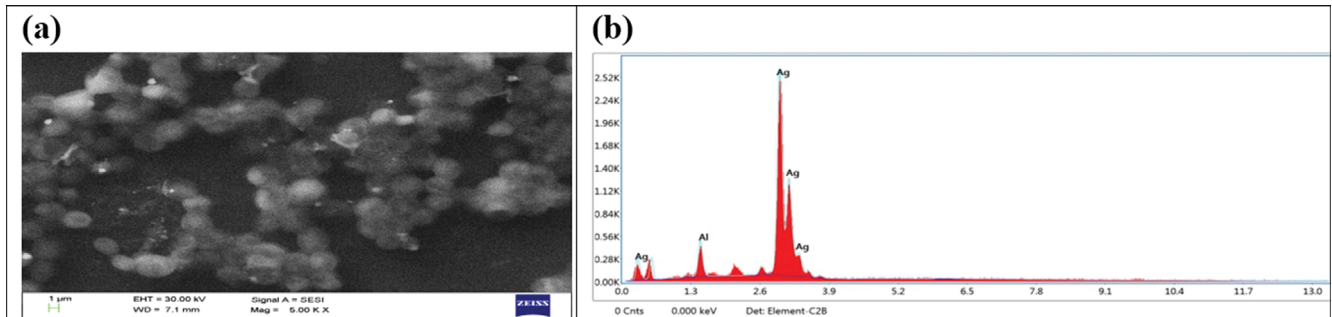 (a)
(b)
1 μm
EHT = 30.00 kV
Signal A = SESI
WD = 7.1 mm
Mag = 5.00 K X
ZEISS
2.52K
2.24K
1.96K
1.68K
1.40K
1.12K
0.84K
0.56K
0.28K
0.00K
Ag
Ag
Ag
Al
Ag
0.0 1.3 2.6 3.9 5.2 6.5 7.8 9.1 10.4 11.7 13.0
0 Cnts 0.000 keV Det: Element-C2B